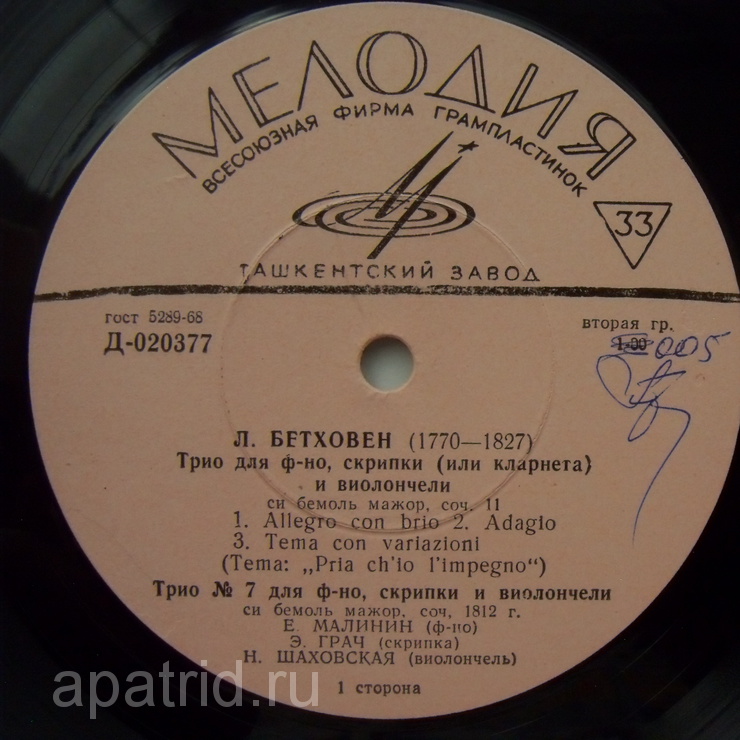 МЕЛОДИЯ
ВСЕСОЮЗНАЯ ФИРМА ГРАМПЛАСТИНОК
33
ТАШКЕНТСКИЙ ЗАВОД
гост 5289-68
вторая гр.
Д-020377
1-00 005
Л. БЕТХОВЕН (1770—1827)
Трио для ф-но, скрипки (или кларнета)
и виолончели
си бемоль мажор, соч. 11
1. Allegro con brio 2. Adagio
3. Tema con variazioni
(Tema: „Pria ch'io l'impegno“)
Трио № 7 для ф-но, скрипки и виолончели
си бемоль мажор, соч. 1812 г.
Е. МАЛИНИН (ф-но)
Э. ГРАЧ (скрипка)
Н. ШАХОВСКАЯ (виолончель)
1 сторона
apatrid.ru